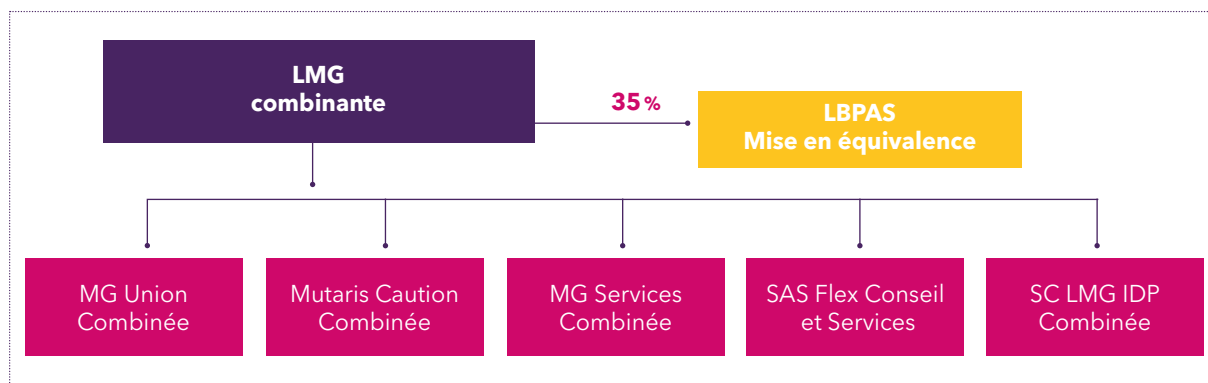 LMG
combinante
35 %
LBPAS
Mise en équivalence
MG Union
Combinée
Mutaris Caution
Combinée
MG Services
Combinée
SAS Flex Conseil
et Services
SC LMG IDP
Combinée